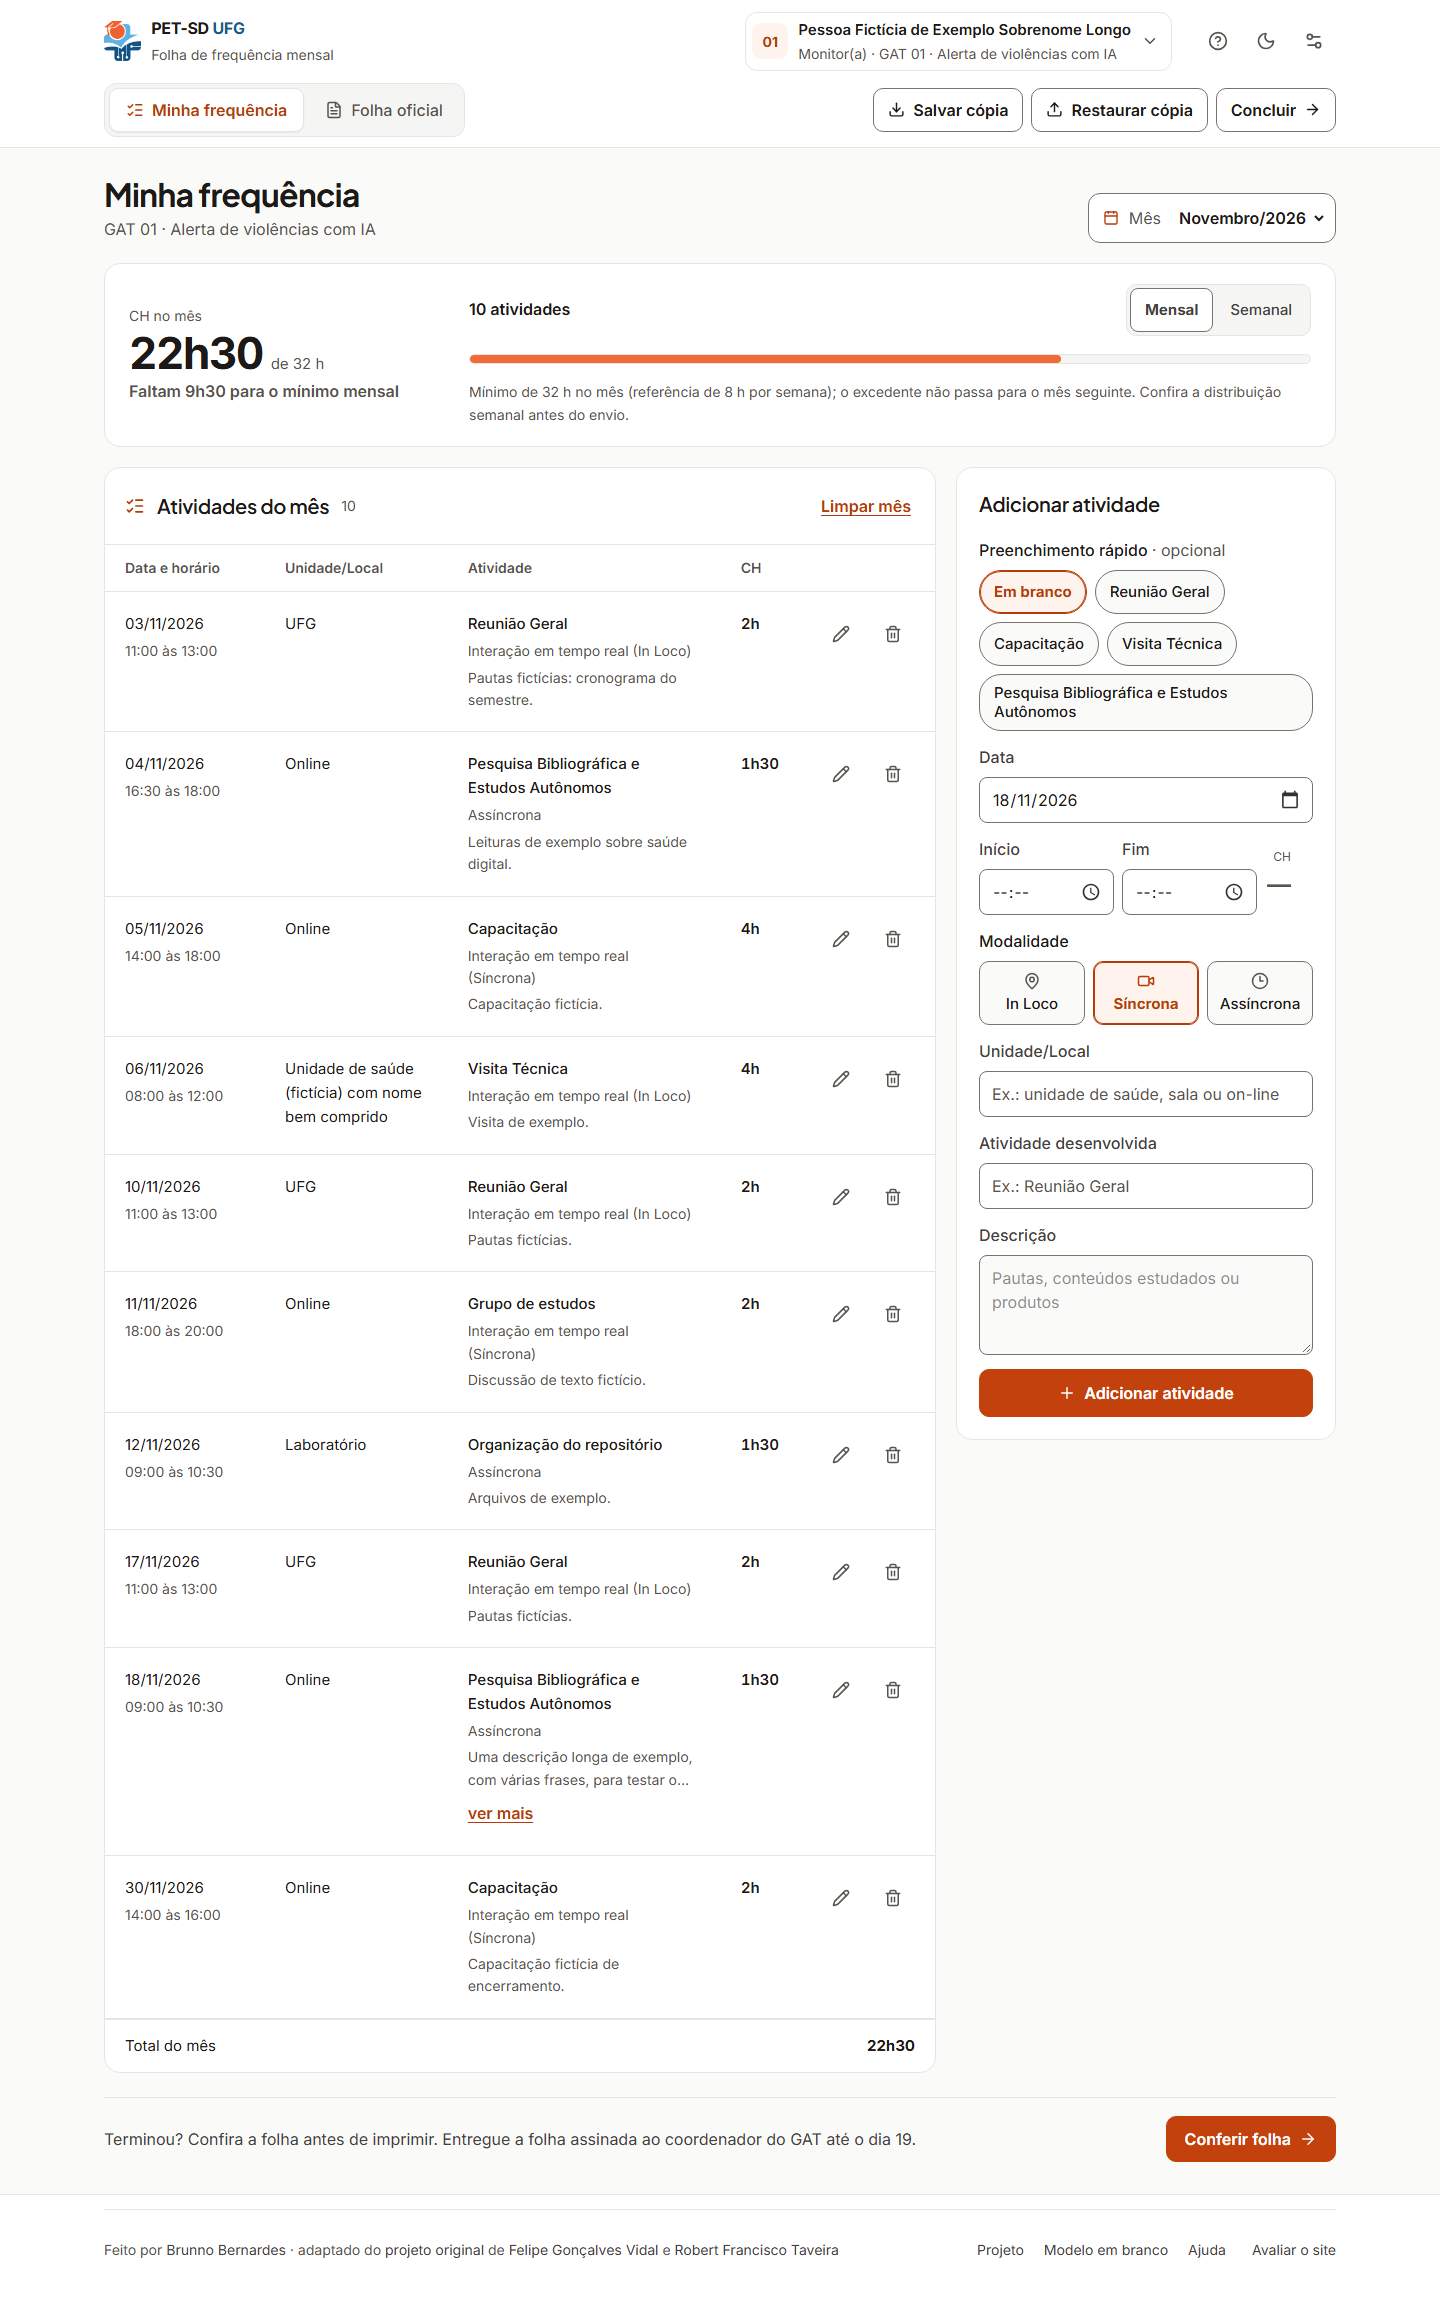 PET-SD UFG
Folha de frequência mensal
01
Pessoa Fictícia de Exemplo Sobrenome Longo
Monitor(a) · GAT 01 · Alerta de violências com IA
Minha frequência
Folha oficial
Salvar cópia
Restaurar cópia
Concluir
Minha frequência
GAT 01 · Alerta de violências com IA
Mês
Novembro/2026
CH no mês
22h30 de 32 h
Faltam 9h30 para o mínimo mensal
10 atividades
Mensal
Semanal
Mínimo de 32 h no mês (referência de 8 h por semana); o excedente não passa para o mês seguinte. Confira a distribuição
semanal antes do envio.
Atividades do mês 10
Limpar mês
Data e horário
Unidade/Local
Atividade
CH
03/11/2026
11:00 às 13:00
UFG
Reunião Geral
Interação em tempo real (In Loco)
Pautas fictícias: cronograma do
semestre.
2h
04/11/2026
16:30 às 18:00
Online
Pesquisa Bibliográfica e
Estudos Autônomos
Assíncrona
Leituras de exemplo sobre saúde
digital.
1h30
05/11/2026
14:00 às 18:00
Online
Capacitação
Interação em tempo real
(Síncrona)
Capacitação fictícia.
4h
06/11/2026
08:00 às 12:00
Unidade de saúde
(fictícia) com nome
bem comprido
Visita Técnica
Interação em tempo real (In Loco)
Visita de exemplo.
4h
10/11/2026
11:00 às 13:00
UFG
Reunião Geral
Interação em tempo real (In Loco)
Pautas fictícias.
2h
11/11/2026
18:00 às 20:00
Online
Grupo de estudos
Interação em tempo real
(Síncrona)
Discussão de texto fictício.
2h
12/11/2026
09:00 às 10:30
Laboratório
Organização do repositório
Assíncrona
Arquivos de exemplo.
1h30
17/11/2026
11:00 às 13:00
UFG
Reunião Geral
Interação em tempo real (In Loco)
Pautas fictícias.
2h
18/11/2026
09:00 às 10:30
Online
Pesquisa Bibliográfica e
Estudos Autônomos
Assíncrona
Uma descrição longa de exemplo,
com várias frases, para testar o...
ver mais
1h30
30/11/2026
14:00 às 16:00
Online
Capacitação
Interação em tempo real
(Síncrona)
Capacitação fictícia de
encerramento.
2h
Total do mês
22h30
Adicionar atividade
Preenchimento rápido · opcional
Em branco
Reunião Geral
Capacitação
Visita Técnica
Pesquisa Bibliográfica e Estudos
Autônomos
Data
18/11/2026
Início
Fim
CH
--:--
--:--
—
Modalidade
In Loco
Síncrona
Assíncrona
Unidade/Local
Ex.: unidade de saúde, sala ou on-line
Atividade desenvolvida
Ex.: Reunião Geral
Descrição
Pautas, conteúdos estudados ou
produtos
Adicionar atividade
Terminou? Confira a folha antes de imprimir. Entregue a folha assinada ao coordenador do GAT até o dia 19.
Conferir folha
Feito por Brunno Bernardes · adaptado do projeto original de Felipe Gonçalves Vidal e Robert Francisco Taveira
Projeto
Modelo em branco
Ajuda
Avaliar o site